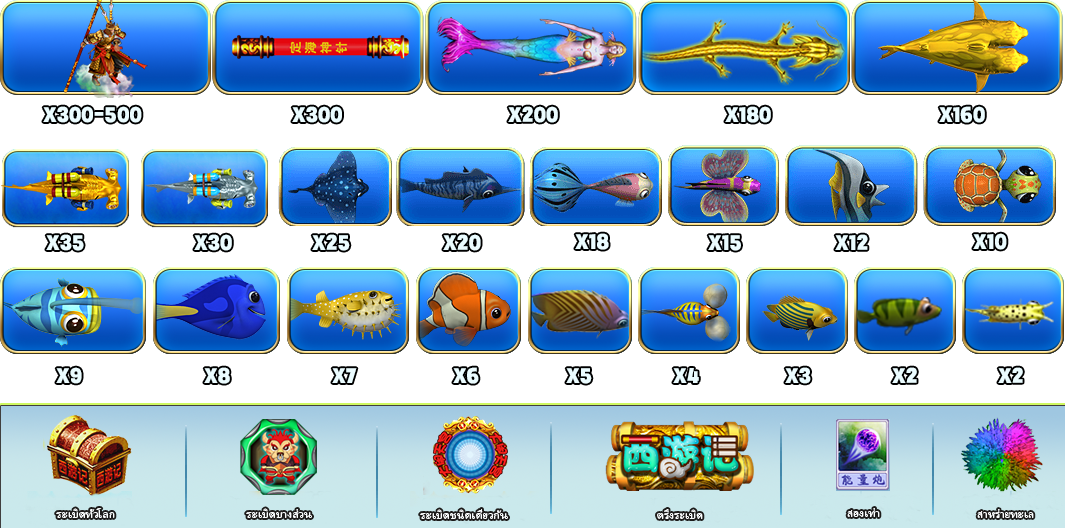 定海神针
X300-500
X300
X200
X180
X160
X35
X30
X25
X20
X18
X15
X12
X10
X9
X8
X7
X6
X5
X4
X3
X2
X2
西游记
能量炮
ระเบิดทั่วโลก
ระเบิดบางส่วน
ระเบิดชนิดเดียวกัน
ตรึงระเบิด
สองเท่า
สาหร่ายทะเล